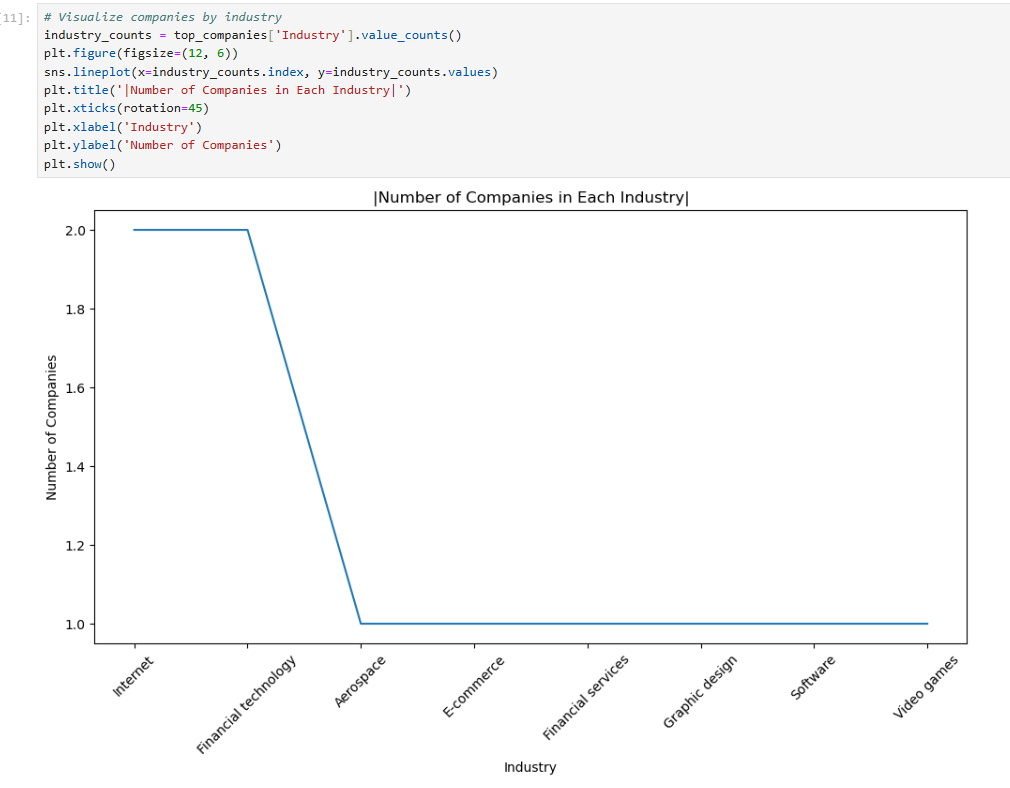 [11]:
# Visualize companies by industry
industry_counts = top_companies['Industry'].value_counts()
plt.figure(figsize=(12, 6))
sns.lineplot(x=industry_counts.index, y=industry_counts.values)
plt.title('|Number of Companies in Each Industry|')
plt.xticks(rotation=45)
plt.xlabel('Industry')
plt.ylabel('Number of Companies')
plt.show()
|Number of Companies in Each Industry|
2.0
1.8
1.6
1.4
1.2
1.0
Number of Companies
Internet
Financial technology
Aerospace
E-commerce
Financial services
Graphic design
Software
Video games
Industry